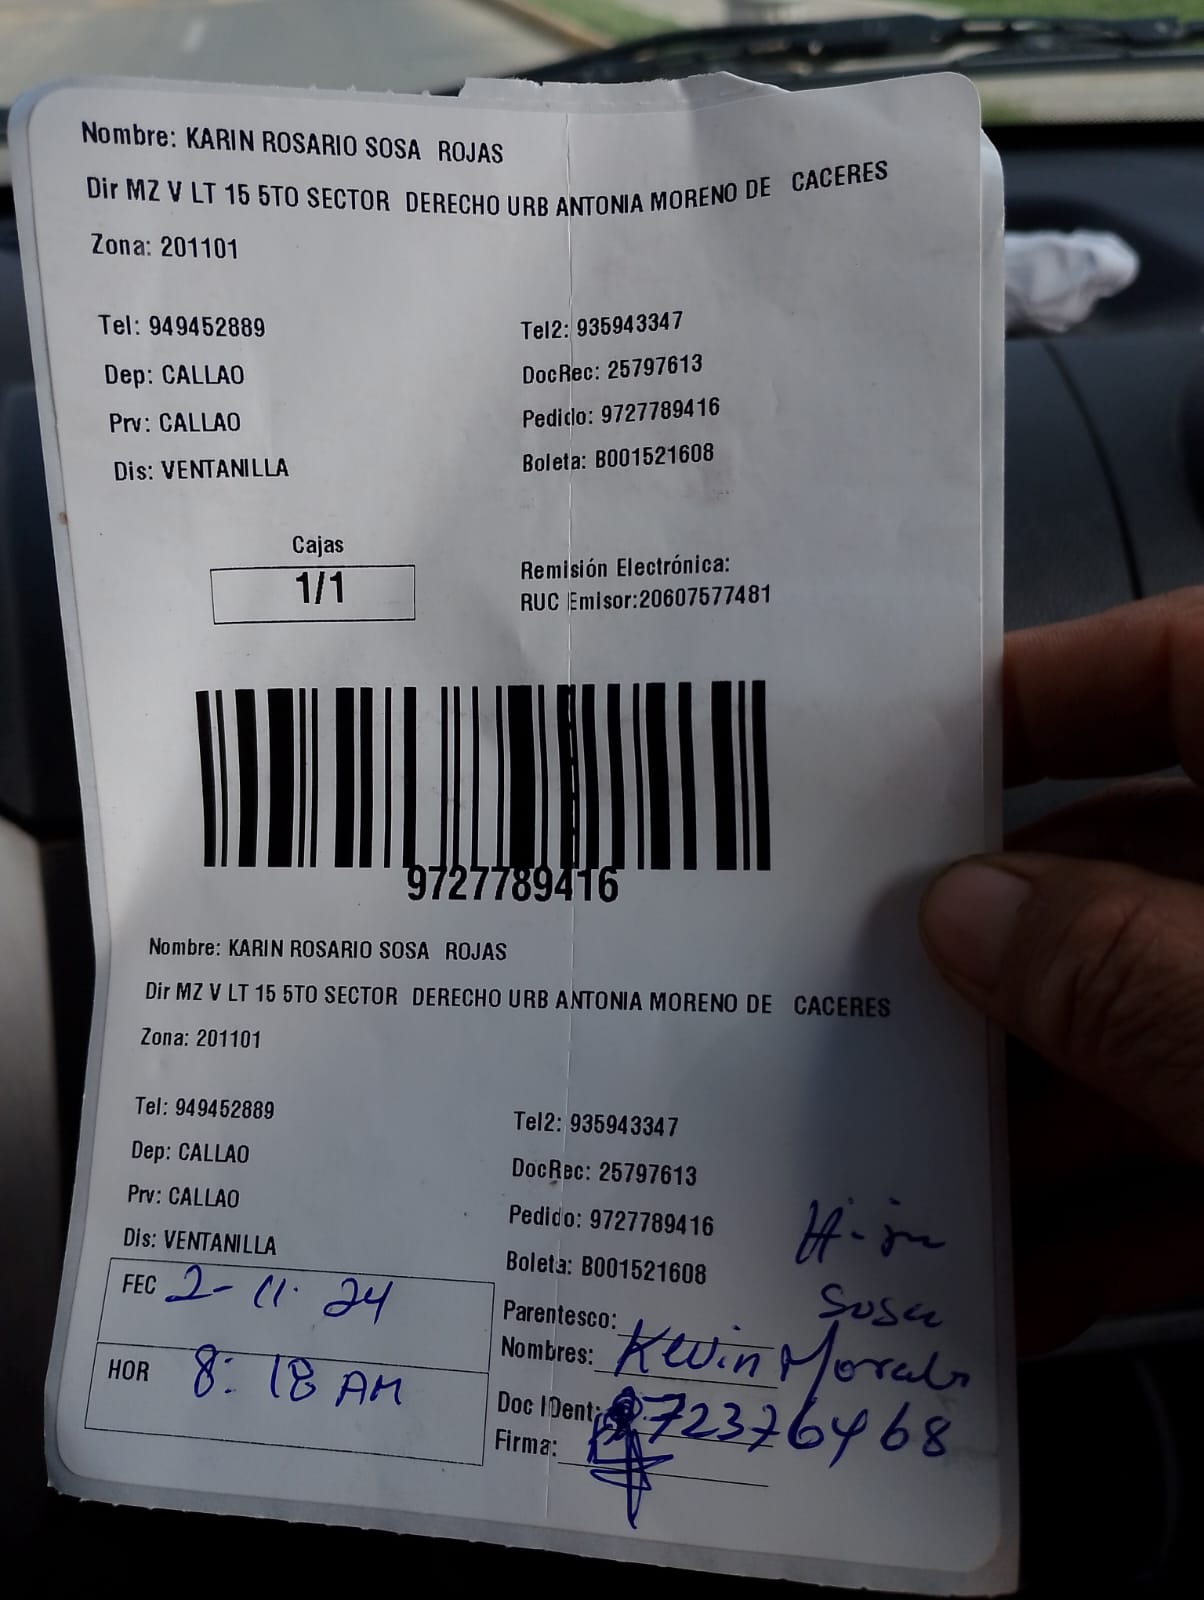 Nombre: KARIN ROSARIO SOSA ROJAS
Dir MZ V LT 15 5TO SECTOR DERECHO URB ANTONIA MORENO DE CACERES
Zona: 201101
Tel: 949452889 Tel2: 935943347
Dep: CALLAO DocRec: 25797613
Prv: CALLAO Pedido: 9727789416
Dis: VENTANILLA Boleta: B001521608
Cajas
1/1
Remisión Electrónica:
RUC Emisor:20607577481
9727789416
Nombre: KARIN ROSARIO SOSA ROJAS
Dir MZ V LT 15 5TO SECTOR DERECHO URB ANTONIA MORENO DE CACERES
Zona: 201101
Tel: 949452889 Tel2: 935943347
Dep: CALLAO DocRec: 25797613
Prv: CALLAO Pedido: 9727789416
Dis: VENTANILLA Boleta: B001521608
FEC 2-11-24
HOR 8:18 AM
Parentesco:
Sosa
Nombres: Kevin Morales
Doc IDent: 72376468
Firma: